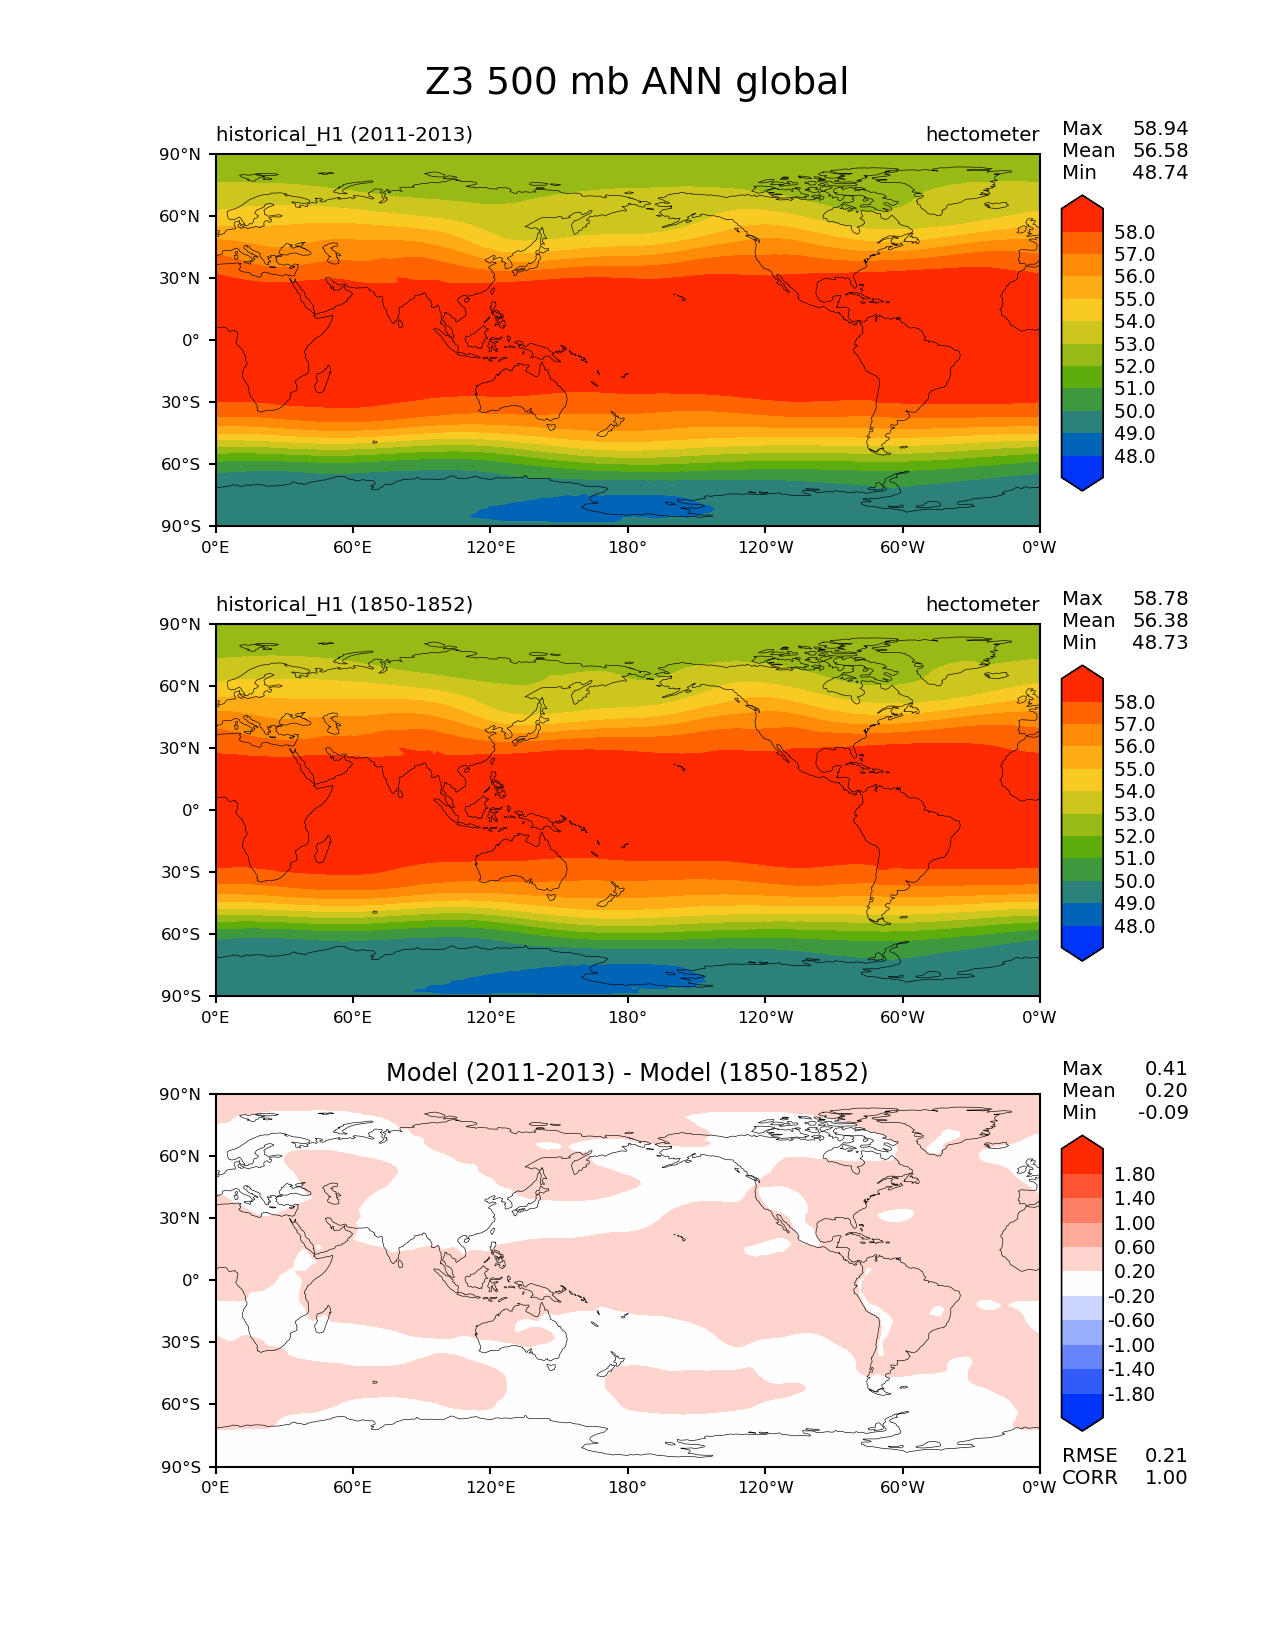 Z3 500 mb ANN global
historical_H1 (2011-2013) hectometer
Max 58.94
Mean 56.58
Min 48.74
90°N
60°N
30°N
0°
30°S
60°S
90°S
0°E 60°E 120°E 180° 120°W 60°W 0°W
58.0
57.0
56.0
55.0
54.0
53.0
52.0
51.0
50.0
49.0
48.0
historical_H1 (1850-1852) hectometer
Max 58.78
Mean 56.38
Min 48.73
90°N
60°N
30°N
0°
30°S
60°S
90°S
0°E 60°E 120°E 180° 120°W 60°W 0°W
58.0
57.0
56.0
55.0
54.0
53.0
52.0
51.0
50.0
49.0
48.0
Model (2011-2013) - Model (1850-1852)
Max 0.41
Mean 0.20
Min -0.09
90°N
60°N
30°N
0°
30°S
60°S
90°S
0°E 60°E 120°E 180° 120°W 60°W 0°W
1.80
1.40
1.00
0.60
0.20
-0.20
-0.60
-1.00
-1.40
-1.80
RMSE 0.21
CORR 1.00